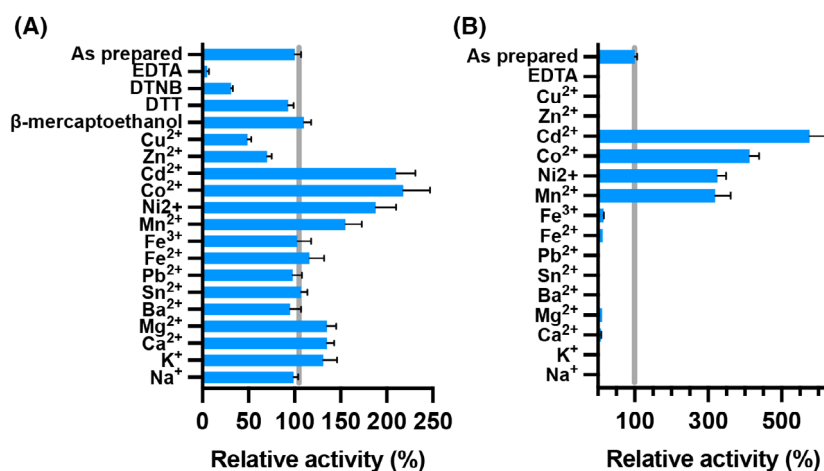 (A)
As prepared
EDTA
DTNB
DTT
β-mercaptoethanol
Cu²⁺
Zn²⁺
Cd²⁺
Co²⁺
Ni2+
Mn²⁺
Fe³⁺
Fe²⁺
Pb²⁺
Sn²⁺
Ba²⁺
Mg²⁺
Ca²⁺
K⁺
Na⁺
0 50 100 150 200 250
Relative activity (%)
(B)
As prepared
EDTA
Cu²⁺
Zn²⁺
Cd²⁺
Co²⁺
Ni2+
Mn²⁺
Fe³⁺
Fe²⁺
Pb²⁺
Sn²⁺
Ba²⁺
Mg²⁺
Ca²⁺
K⁺
Na⁺
100 300 500
Relative activity (%)